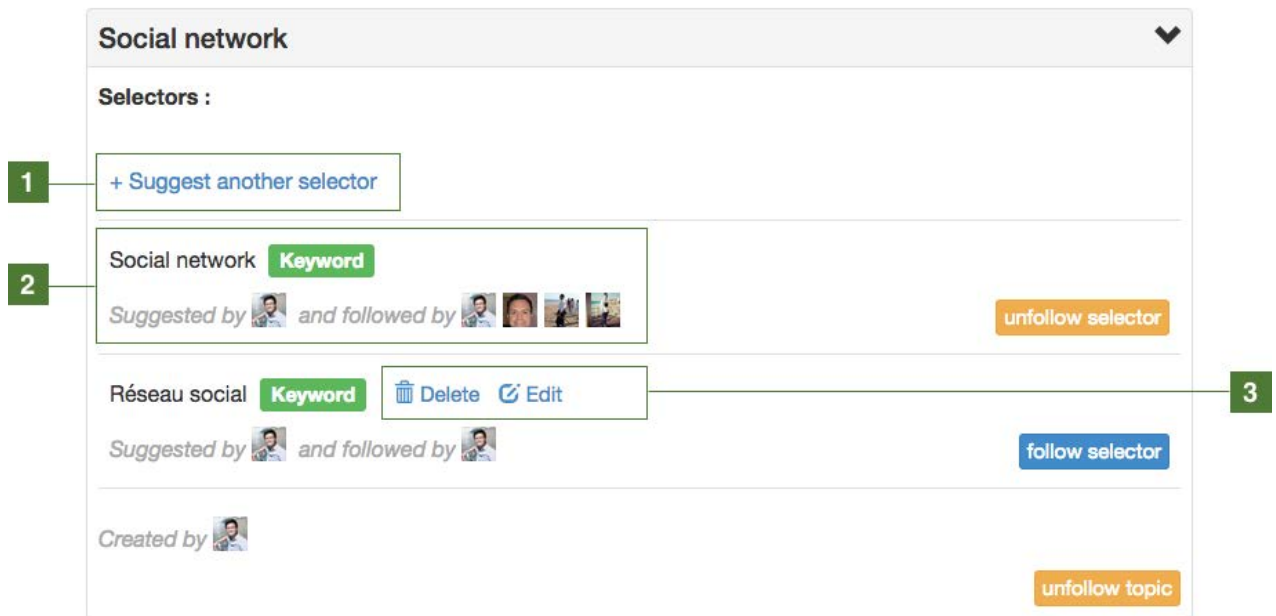 Social network
Selectors :
1
+ Suggest another selector
2
Social network Keyword
Suggested by and followed by
unfollow selector
Réseau social Keyword Delete Edit
3
Suggested by and followed by
follow selector
Created by
unfollow topic